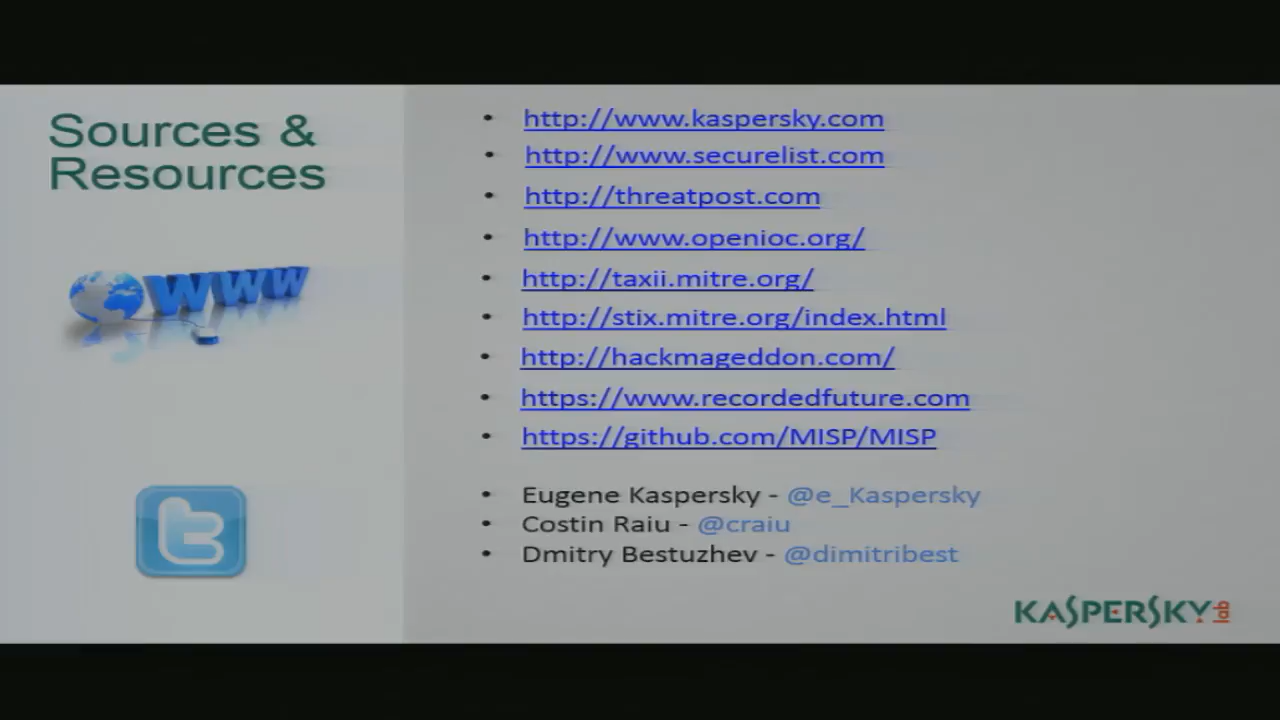 Sources &
Resources
www
• http://www.kaspersky.com
• http://www.securelist.com
• http://threatpost.com
• http://www.openioc.org/
• http://taxii.mitre.org/
• http://stix.mitre.org/index.html
• http://hackmageddon.com/
• https://www.recordedfuture.com
• https://github.com/MISP/MISP
• Eugene Kaspersky - @e_Kaspersky
• Costin Raiu - @craiu
• Dmitry Bestuzhev - @dimitribest
KASPERSKY lab